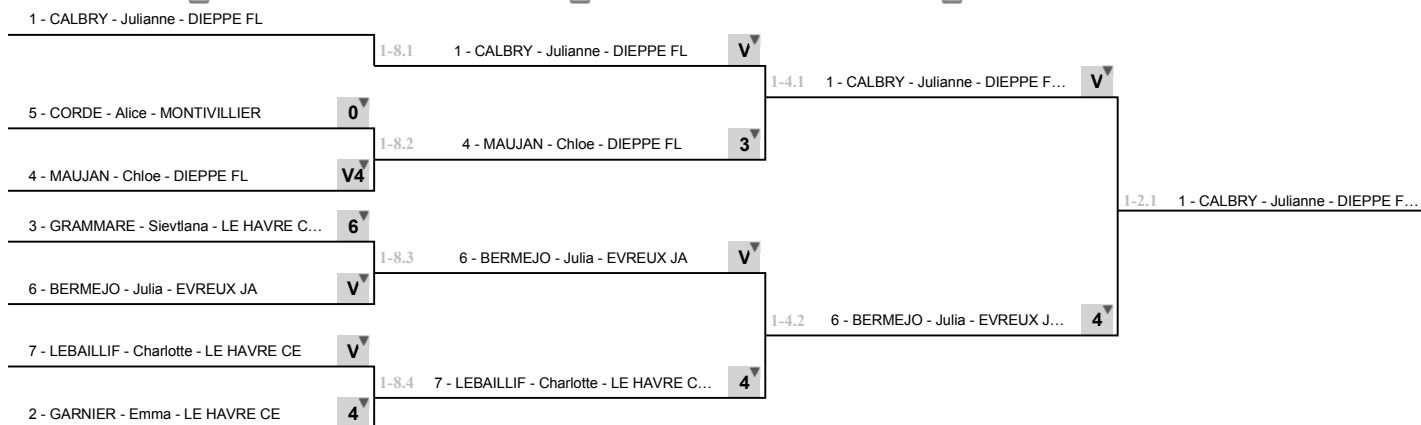 1 - CALBRY - Julianne - DIEPPE FL
5 - CORDE - Alice - MONTIVILLIER 0
4 - MAUJAN - Chloe - DIEPPE FL V4
3 - GRAMMARE - Sievtlana - LE HAVRE C... 6
6 - BERMEJO - Julia - EVREUX JA V
7 - LEBAILLIF - Charlotte - LE HAVRE CE V
2 - GARNIER - Emma - LE HAVRE CE 4
1-8.1 1 - CALBRY - Julianne - DIEPPE FL V
1-8.2 4 - MAUJAN - Chloe - DIEPPE FL 3
1-8.3 6 - BERMEJO - Julia - EVREUX JA V
1-8.4 7 - LEBAILLIF - Charlotte - LE HAVRE C... 4
1-4.1 1 - CALBRY - Julianne - DIEPPE F... V
1-4.2 6 - BERMEJO - Julia - EVREUX J... 4
1-2.1 1 - CALBRY - Julianne - DIEPPE F...